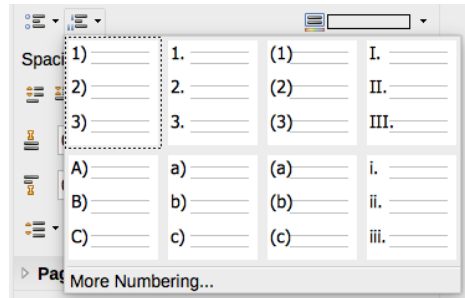 Spaci
1) 1. (1) I.
2) 2. (2) II.
3) 3. (3) III.
A) a) (a) i.
B) b) (b) ii.
C) c) (c) iii.
Pag
More Numbering...